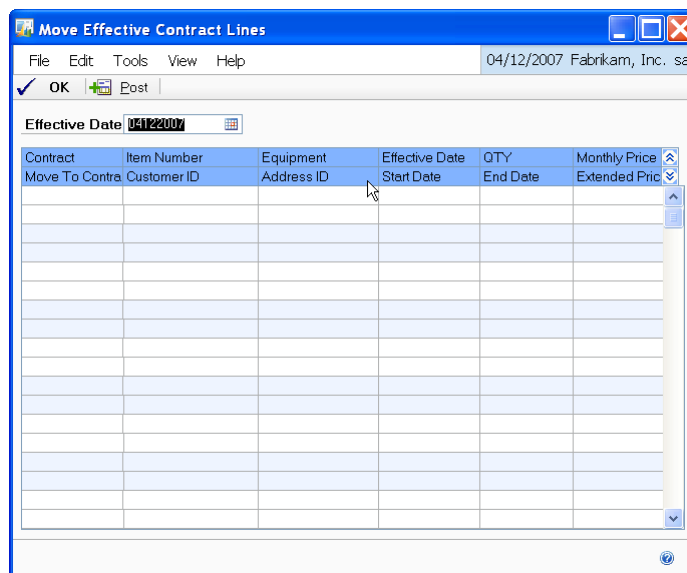 Move Effective Contract Lines
File Edit Tools View Help
04/12/2007 Fabrikam, Inc. sa
OK Post
Effective Date 04122007
Contract Item Number Equipment Effective Date QTY Monthly Price
Move To Contra Customer ID Address ID Start Date End Date Extended Pric